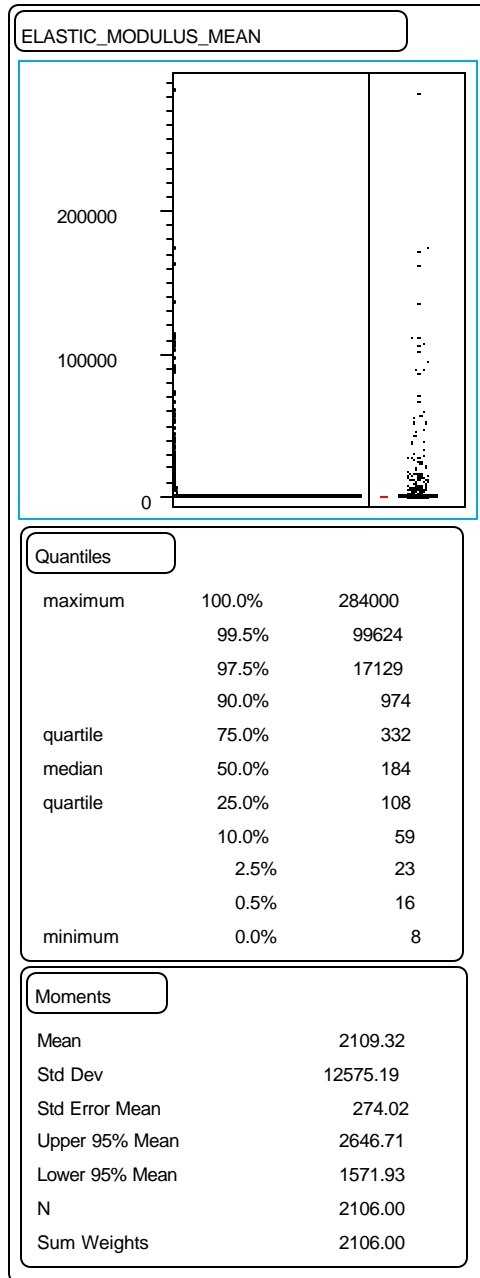 ELASTIC_MODULUS_MEAN
200000
100000
0
Quantiles
maximum 100.0% 284000
99.5% 99624
97.5% 17129
90.0% 974
quartile 75.0% 332
median 50.0% 184
quartile 25.0% 108
10.0% 59
2.5% 23
0.5% 16
minimum 0.0% 8
Moments
Mean 2109.32
Std Dev 12575.19
Std Error Mean 274.02
Upper 95% Mean 2646.71
Lower 95% Mean 1571.93
N 2106.00
Sum Weights 2106.00